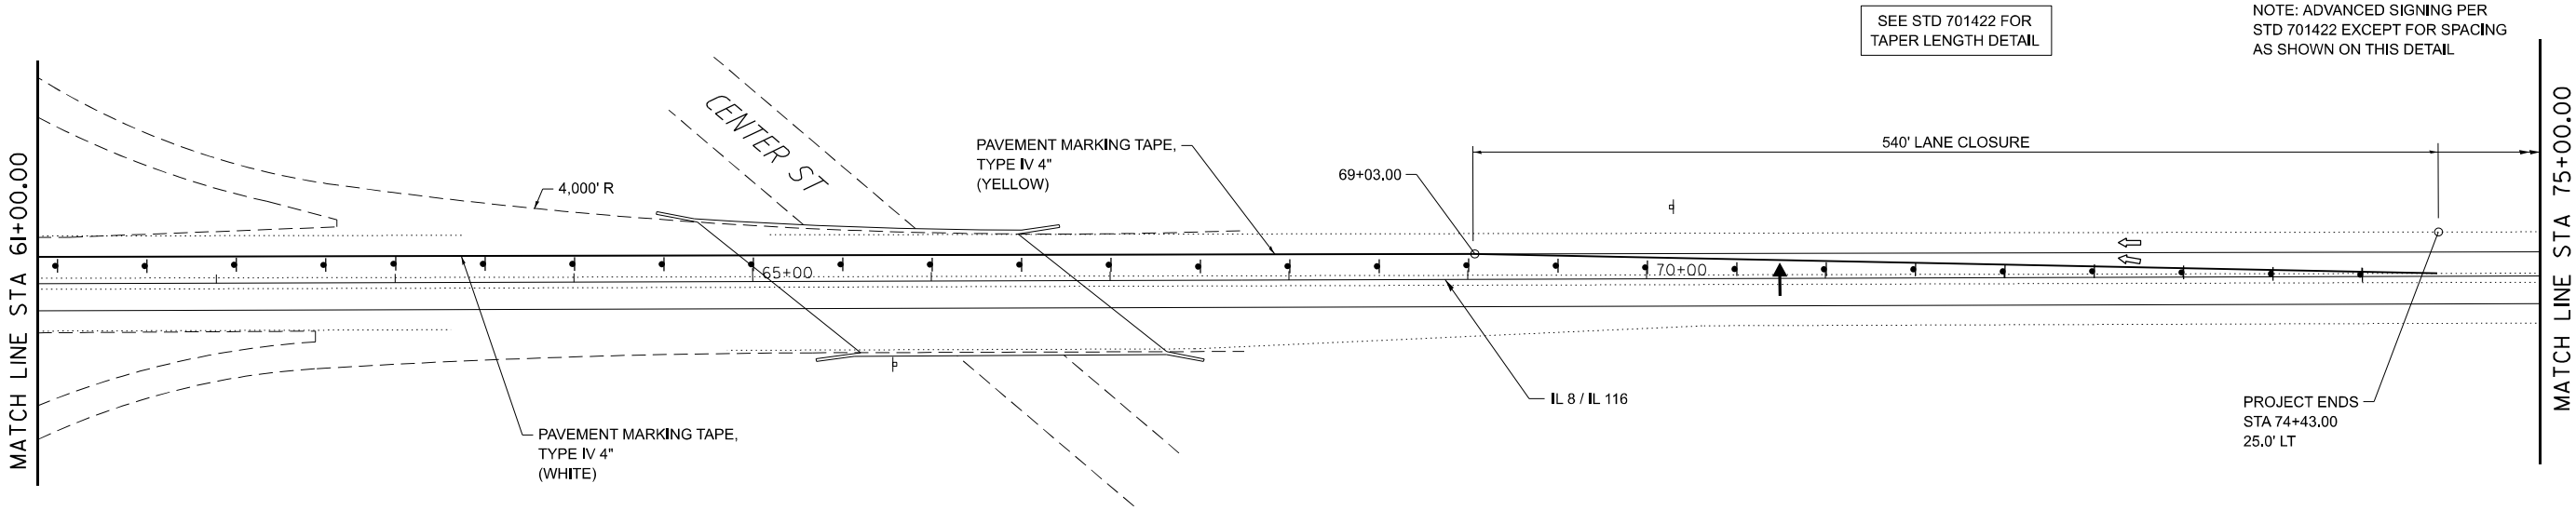 SEE STD 701422 FOR
TAPER LENGTH DETAIL
NOTE: ADVANCED SIGNING PER
STD 701422 EXCEPT FOR SPACING
AS SHOWN ON THIS DETAIL
MATCH LINE STA 61+00.00
4,000' R
CENTER ST
PAVEMENT MARKING TAPE,
TYPE IV 4"
(YELLOW)
69+03.00
540' LANE CLOSURE
65+00
70+00
PAVEMENT MARKING TAPE,
TYPE IV 4"
(WHITE)
IL 8 / IL 116
PROJECT ENDS
STA 74+43.00
25.0' LT
MATCH LINE STA 75+00.00